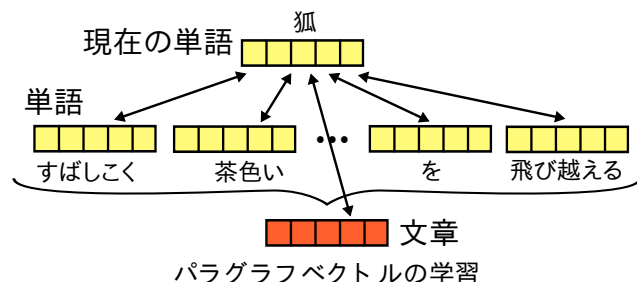 狐
現在の単語
単語
…
すばしこく 茶色い を 飛び越える
文章
パラグラフベクトルの学習